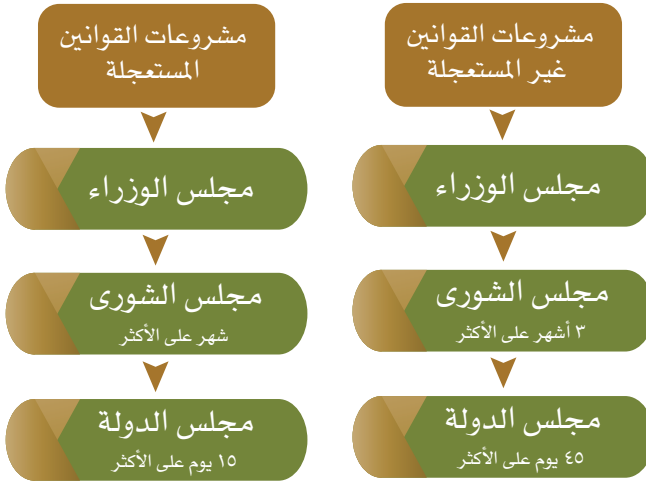 مشروعات القوانين
غير المستعجلة
مجلس الوزراء
مجلس الشورى
٣ أشهر على الأكثر
مجلس الدولة
٤٥ يوم على الأكثر
مشروعات القوانين
المستعجلة
مجلس الوزراء
مجلس الشورى
شهر على الأكثر
مجلس الدولة
١٥ يوم على الأكثر